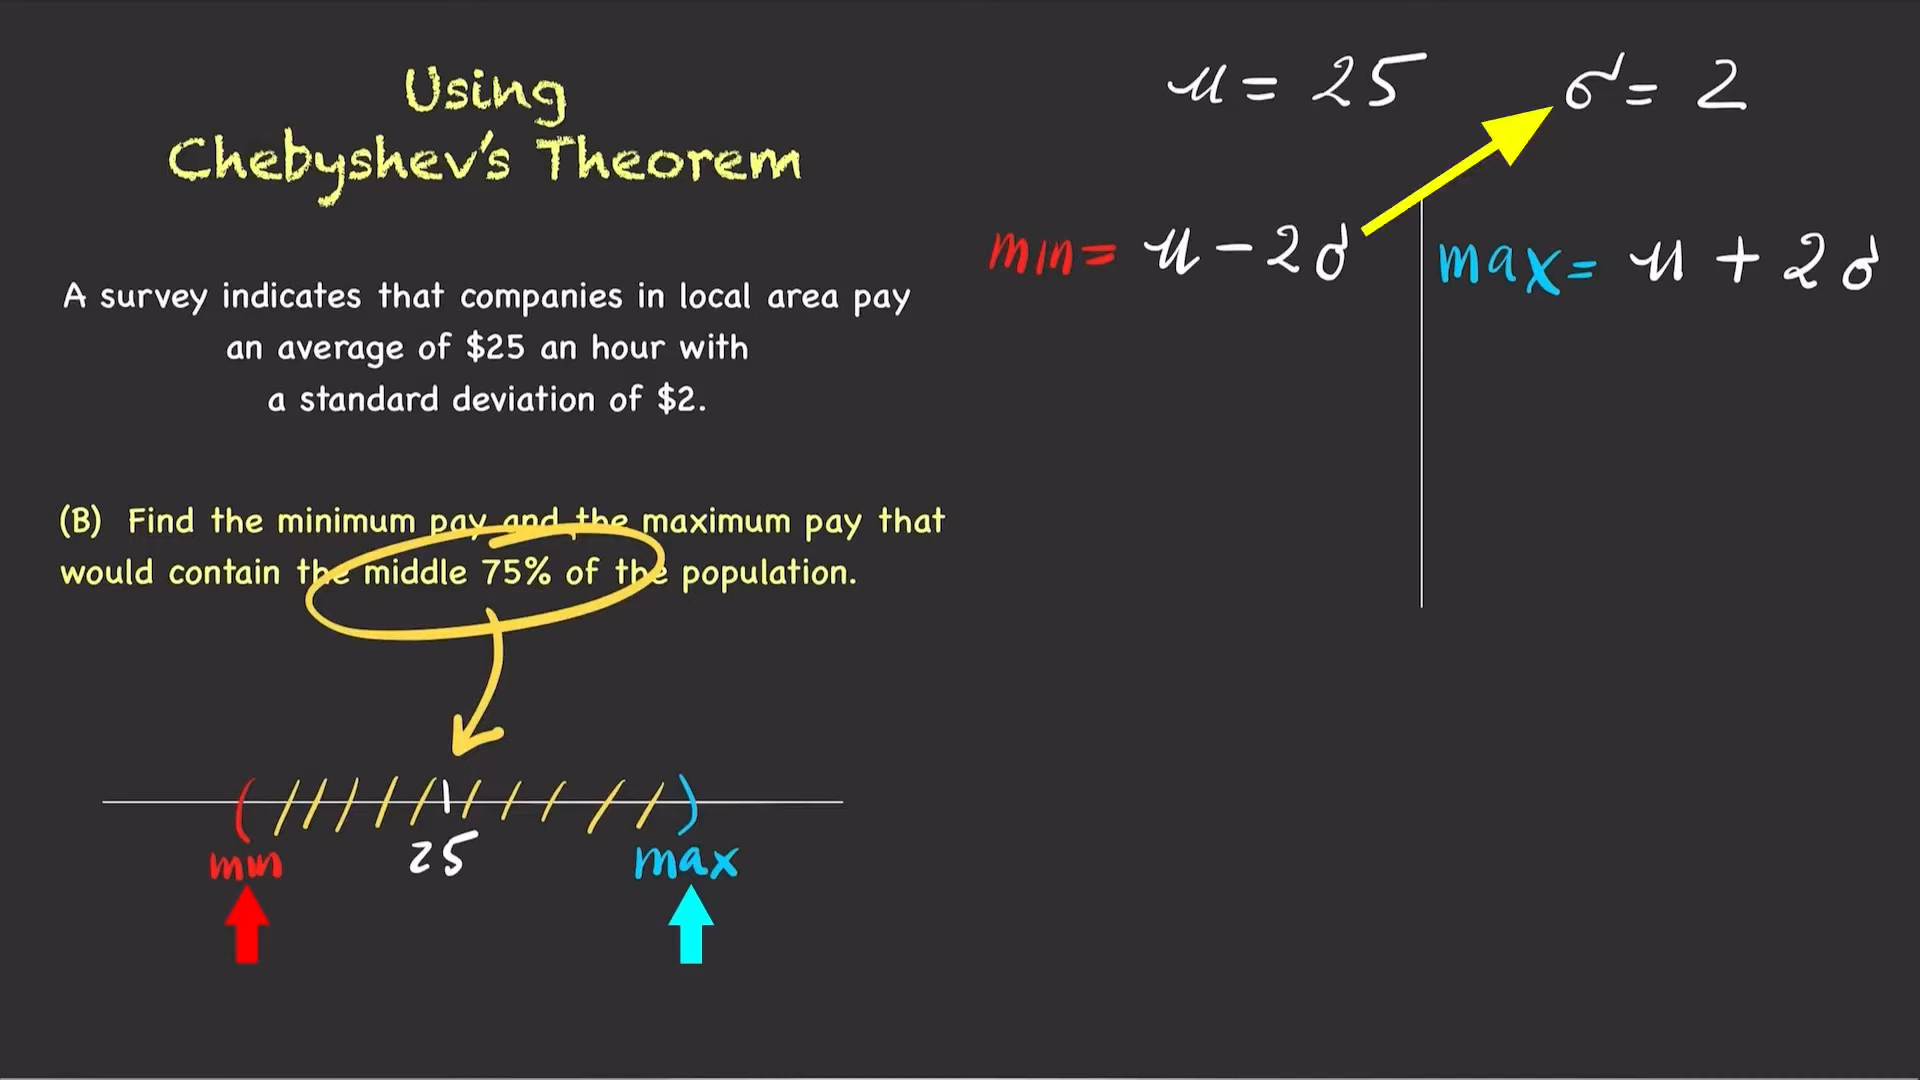 Using
Chebyshev's Theorem
A survey indicates that companies in local area pay
an average of $25 an hour with
a standard deviation of $2.
(B) Find the minimum pay and the maximum pay that
would contain the middle 75% of the population.
min
25
max
μ = 25
σ = 2
min = μ - 2σ
max = μ + 2σ